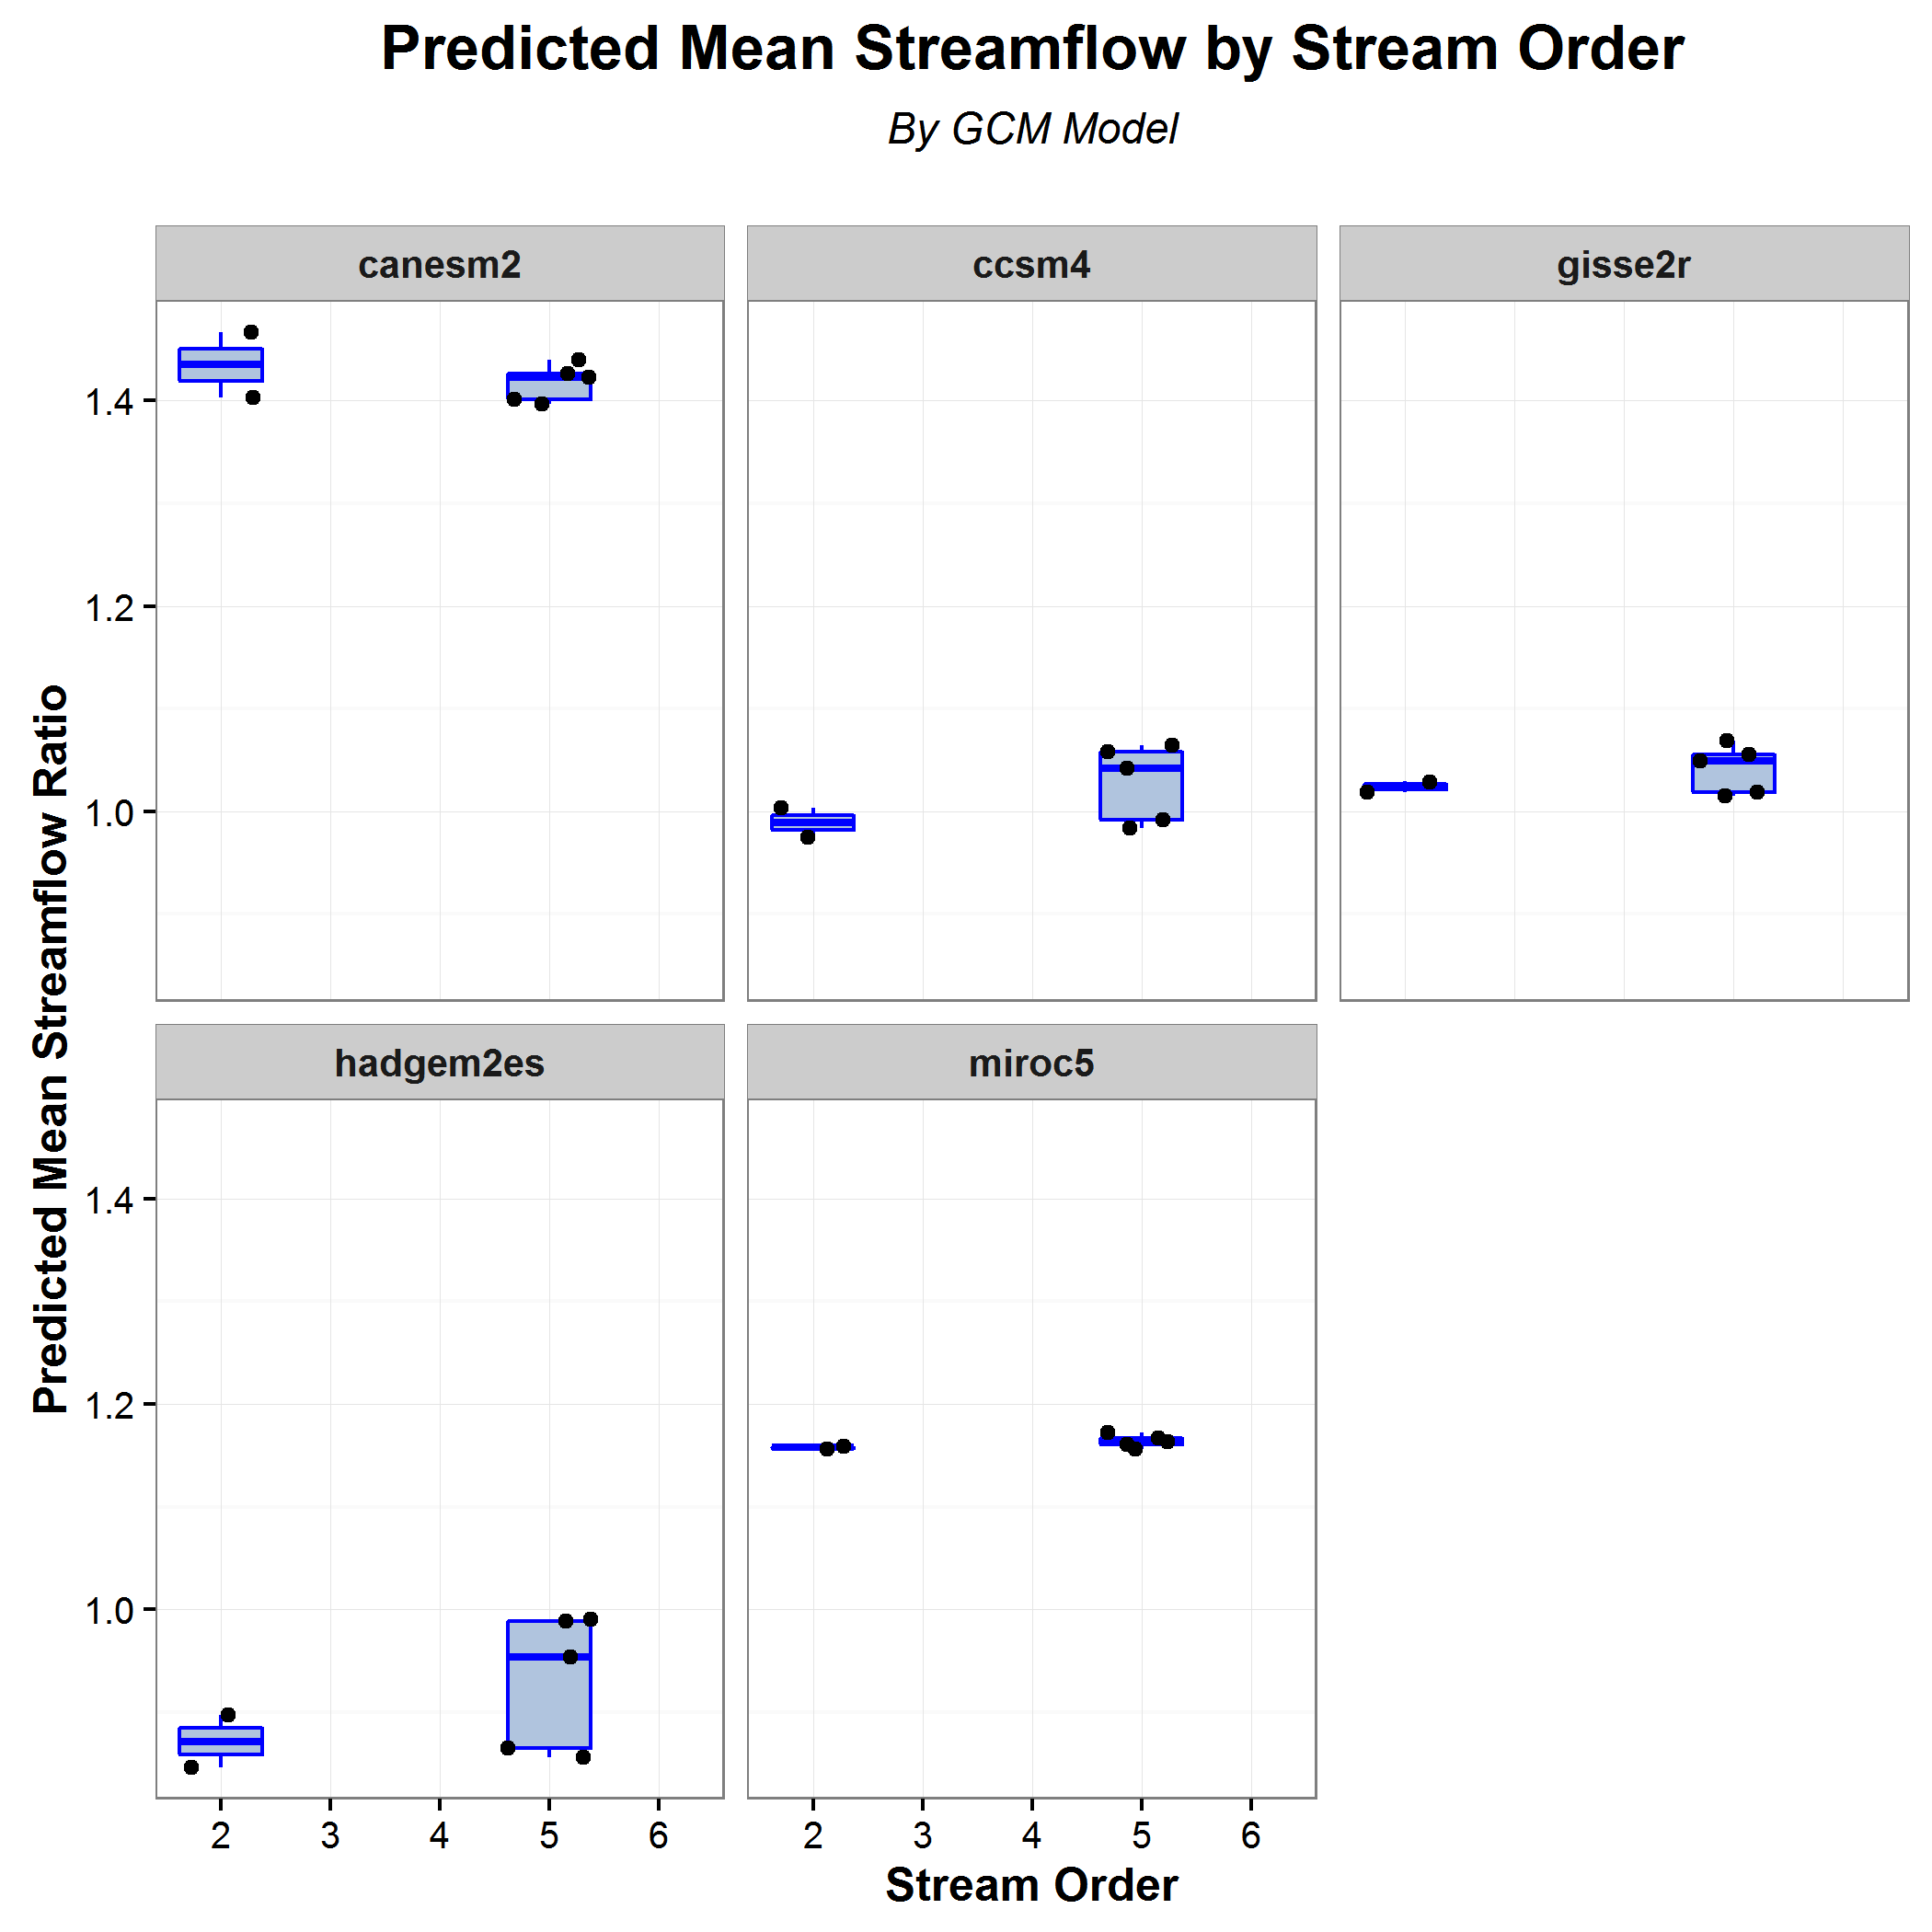 Predicted Mean Streamflow by Stream Order
By GCM Model
canesm2
ccsm4
gisse2r
1.4
1.2
1.0
Predicted Mean Streamflow Ratio
hadgem2es
miroc5
1.4
1.2
1.0
2 3 4 5 6
2 3 4 5 6
Stream Order